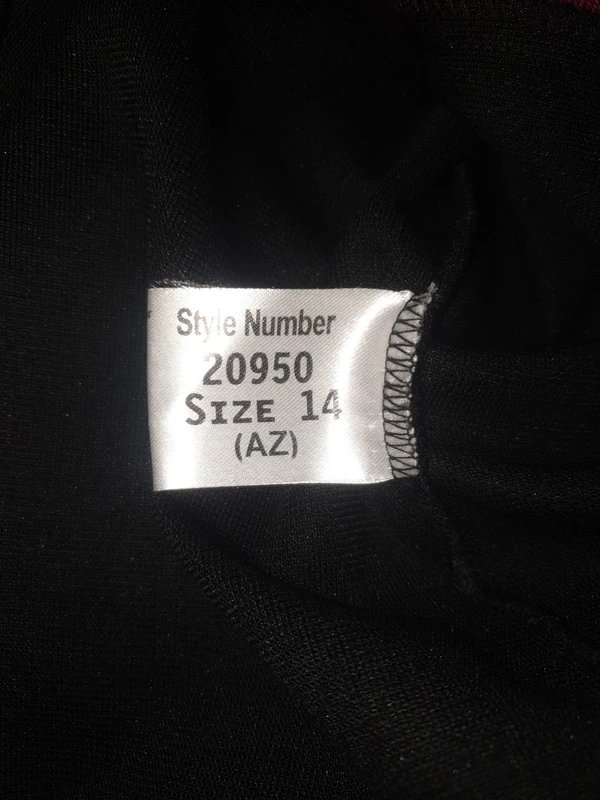 Style Number
20950
SIZE 14
(AZ)